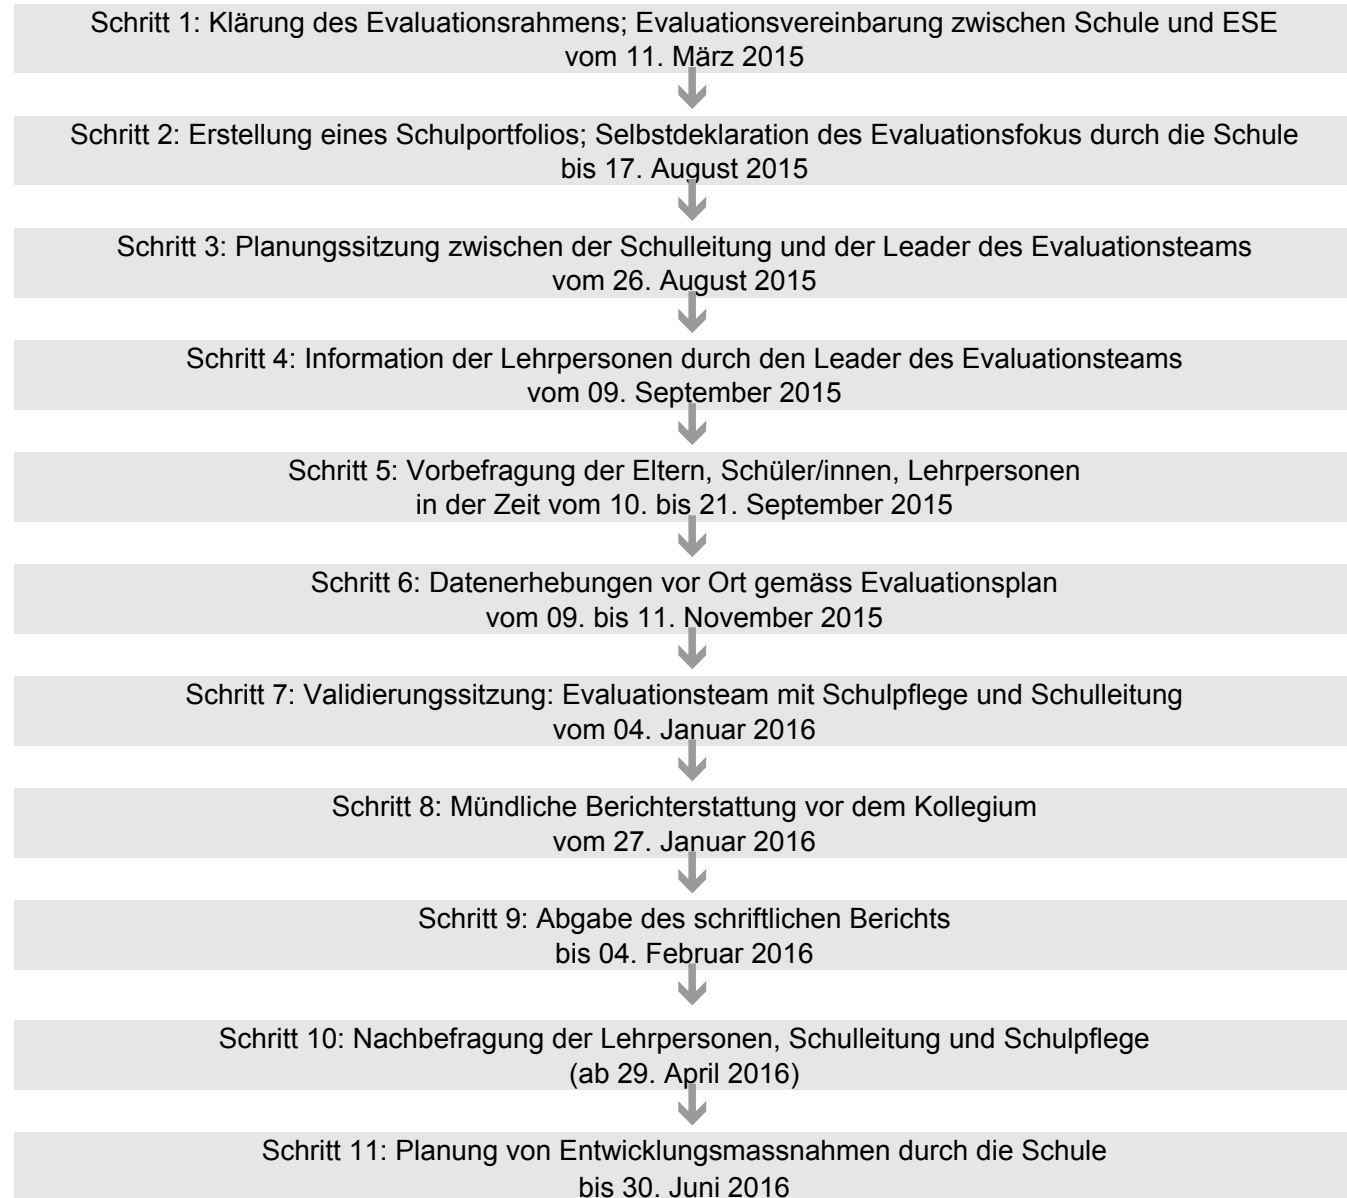 Schritt 1: Klärung des Evaluationsrahmens; Evaluationsvereinbarung zwischen Schule und ESE
vom 11. März 2015
Schritt 2: Erstellung eines Schulportfolios; Selbstdeklaration des Evaluationsfokus durch die Schule
bis 17. August 2015
Schritt 3: Planungssitzung zwischen der Schulleitung und der Leader des Evaluationsteams
vom 26. August 2015
Schritt 4: Information der Lehrpersonen durch den Leader des Evaluationsteams
vom 09. September 2015
Schritt 5: Vorbefragung der Eltern, Schüler/innen, Lehrpersonen
in der Zeit vom 10. bis 21. September 2015
Schritt 6: Datenerhebungen vor Ort gemäss Evaluationsplan
vom 09. bis 11. November 2015
Schritt 7: Validierungssitzung: Evaluationsteam mit Schulpflege und Schulleitung
vom 04. Januar 2016
Schritt 8: Mündliche Berichterstattung vor dem Kollegium
vom 27. Januar 2016
Schritt 9: Abgabe des schriftlichen Berichts
bis 04. Februar 2016
Schritt 10: Nachbefragung der Lehrpersonen, Schulleitung und Schulpflege
(ab 29. April 2016)
Schritt 11: Planung von Entwicklungsmassnahmen durch die Schule
bis 30. Juni 2016